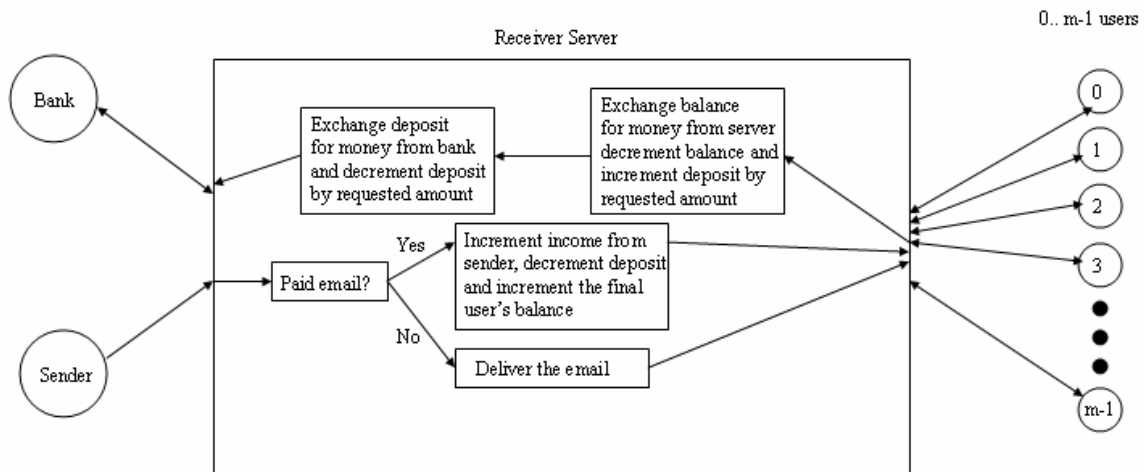 0.. m-1 users
Receiver Server
Bank
Exchange deposit
for money from bank
and decrement deposit
by requested amount
Exchange balance
for money from server
decrement balance and
increment deposit by
requested amount
0
1
2
3
m-1
Yes
Increment income from
sender, decrement deposit
and increment the final
user's balance
Paid email?
No
Deliver the email
Sender